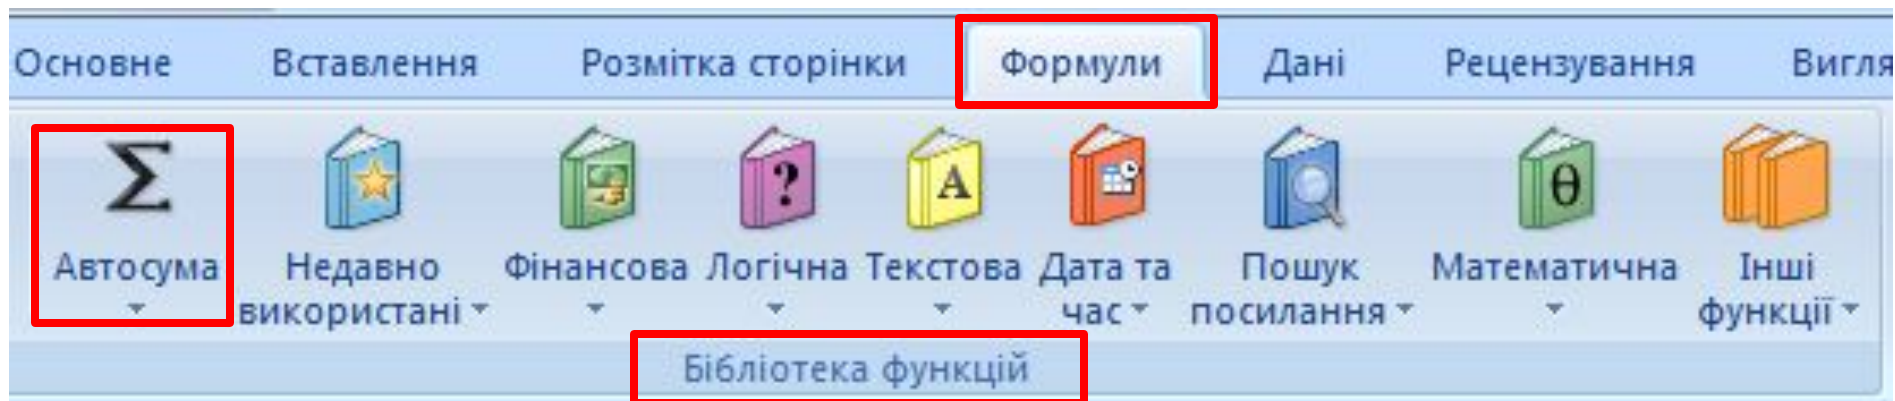 Основне Вставлення Розмітка сторінки Формули Дані Рецензування Вигля
Σ ? A θ
Автосума Недавно Фінансова Логічна Текстова Дата та Пошук Математична Інші
використані час посилання функції
Бібліотека функцій